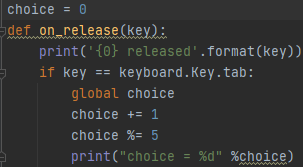 choice = 0
def on_release(key):
    print('{0} released'.format(key))
    if key == keyboard.Key.tab:
        global choice
        choice += 1
        choice %= 5
        print("choice = %d" %choice)